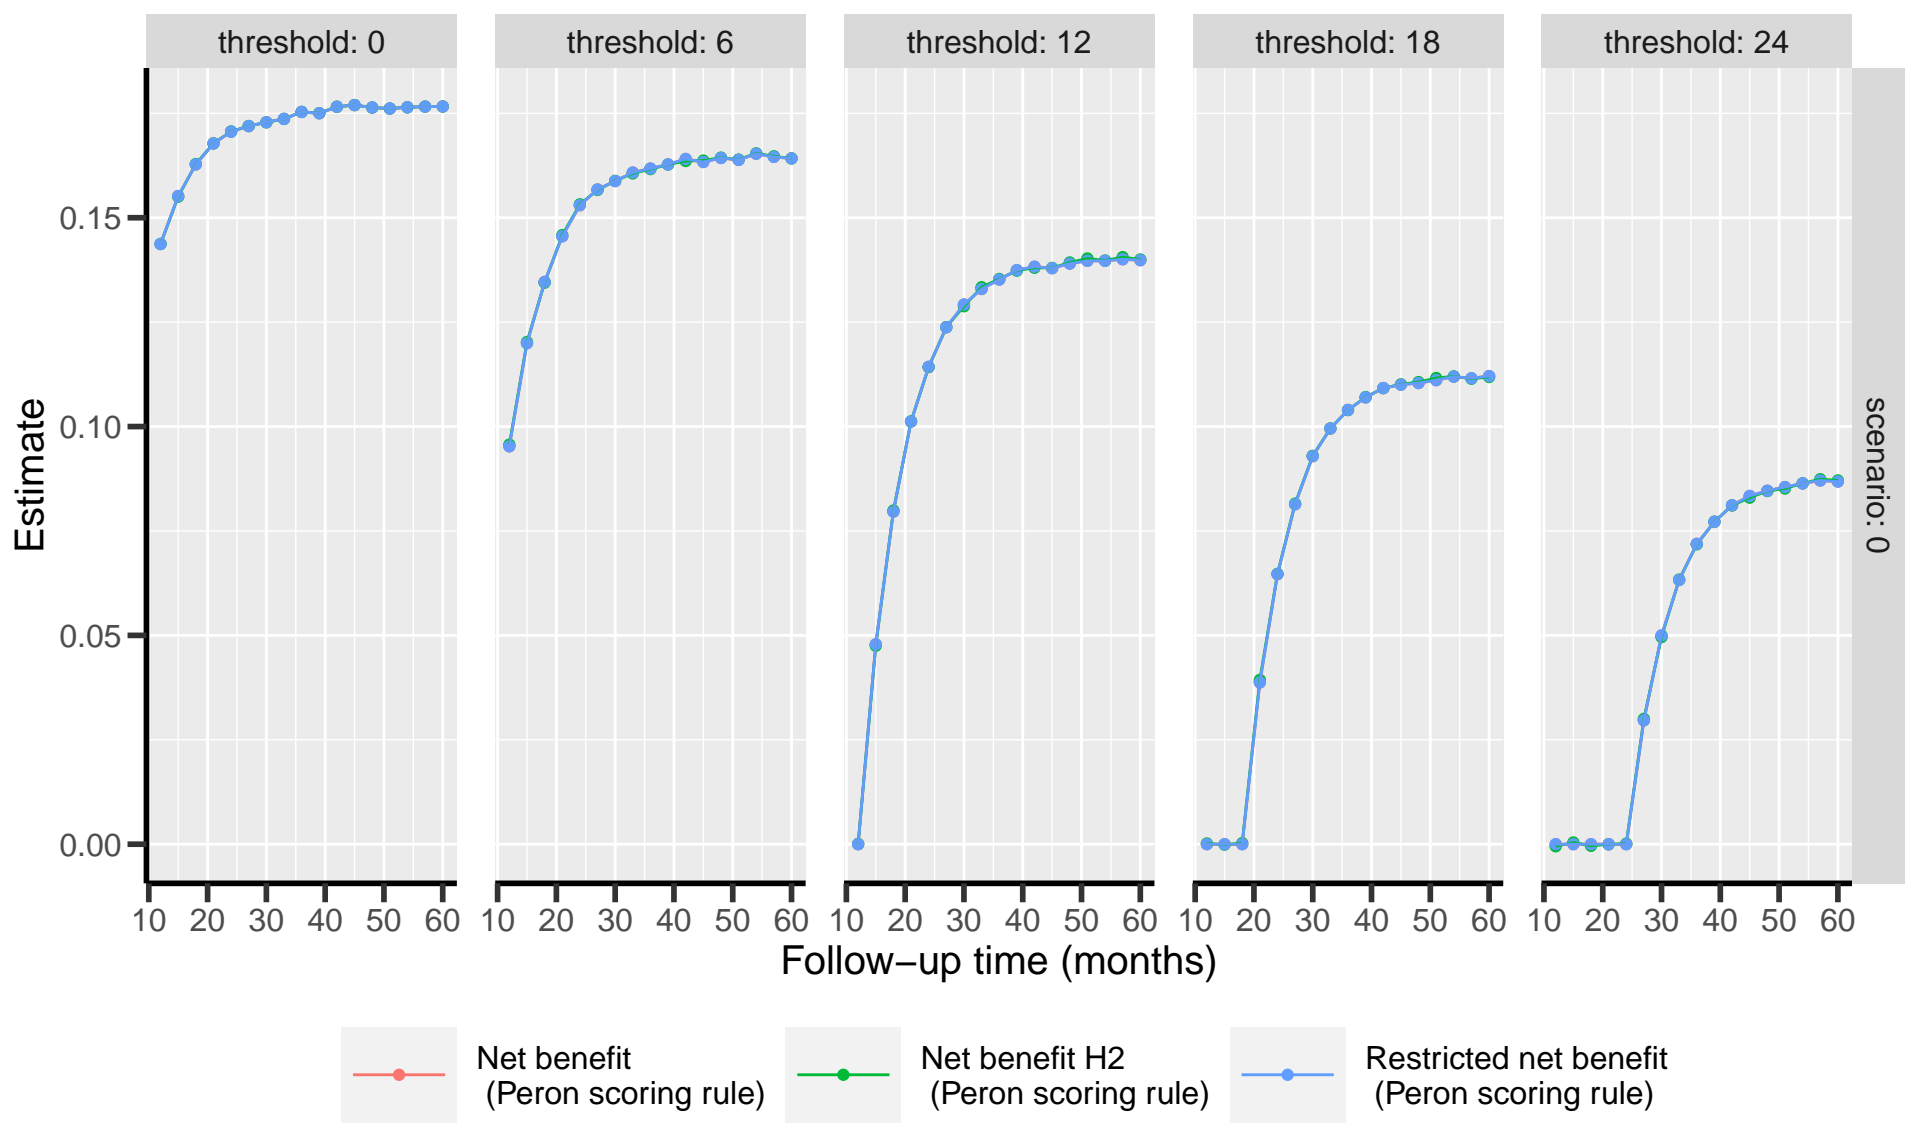 threshold: 0
threshold: 6
threshold: 12
threshold: 18
threshold: 24
scenario: 0
Estimate
0.15
0.10
0.05
0.00
10 20 30 40 50 60
10 20 30 40 50 60
10 20 30 40 50 60
10 20 30 40 50 60
10 20 30 40 50 60
Follow−up time (months)
Net benefit
(Peron scoring rule)
Net benefit H2
(Peron scoring rule)
Restricted net benefit
(Peron scoring rule)